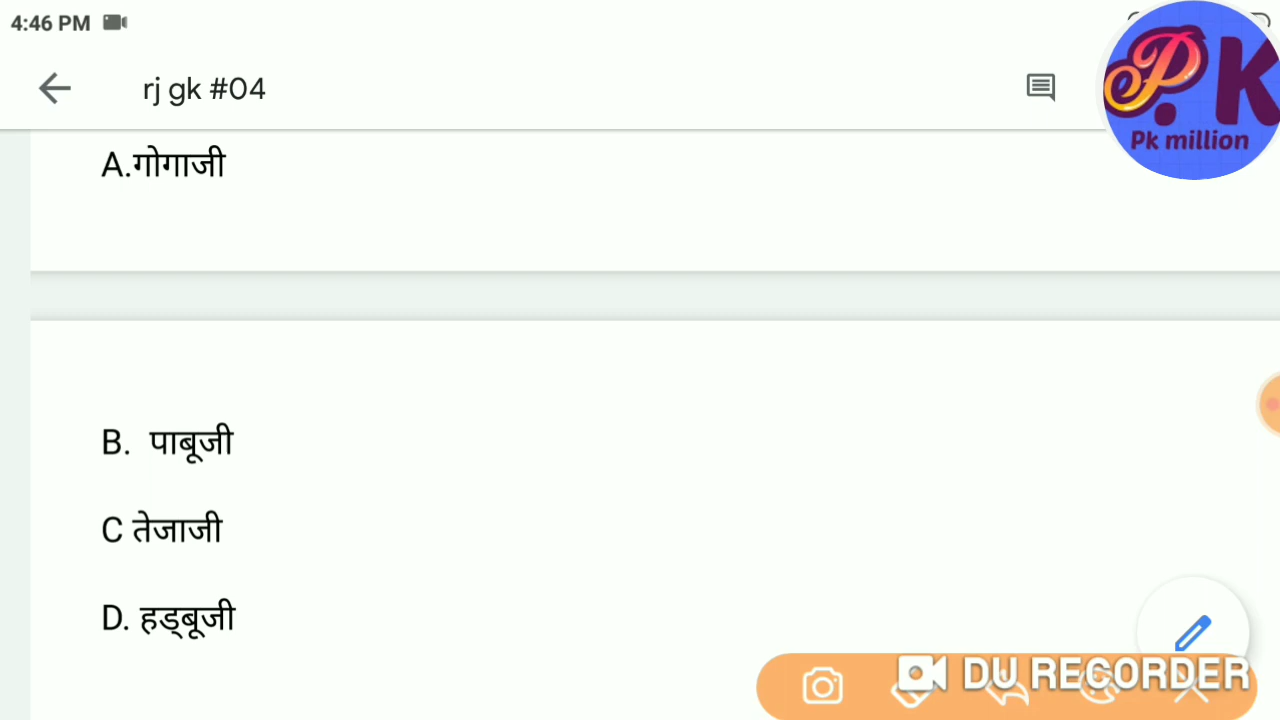 4:46 PM
rj gk #04
P.K
Pk million
A.गोगाजी
B. पाबूजी
C तेजाजी
D. हड्बूजी
DU RECORDER